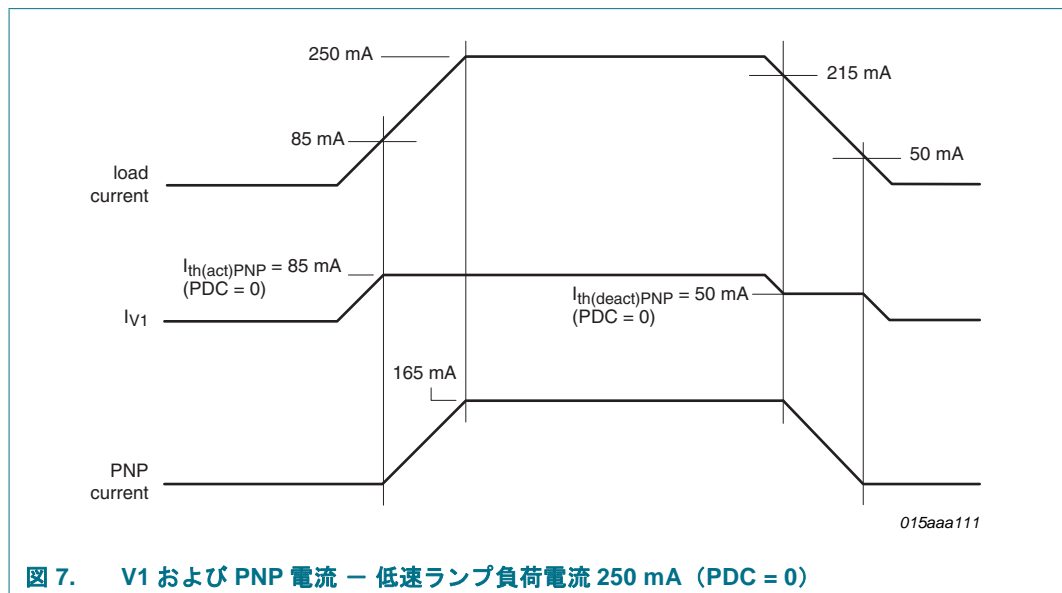 250 mA
215 mA
85 mA
50 mA
load
current
Ith(act)PNP = 85 mA
(PDC = 0)
Ith(deact)PNP = 50 mA
(PDC = 0)
IV1
165 mA
PNP
current
015aaa111
図 7. V1 および PNP 電流 － 低速ランプ負荷電流 250 mA（PDC = 0）